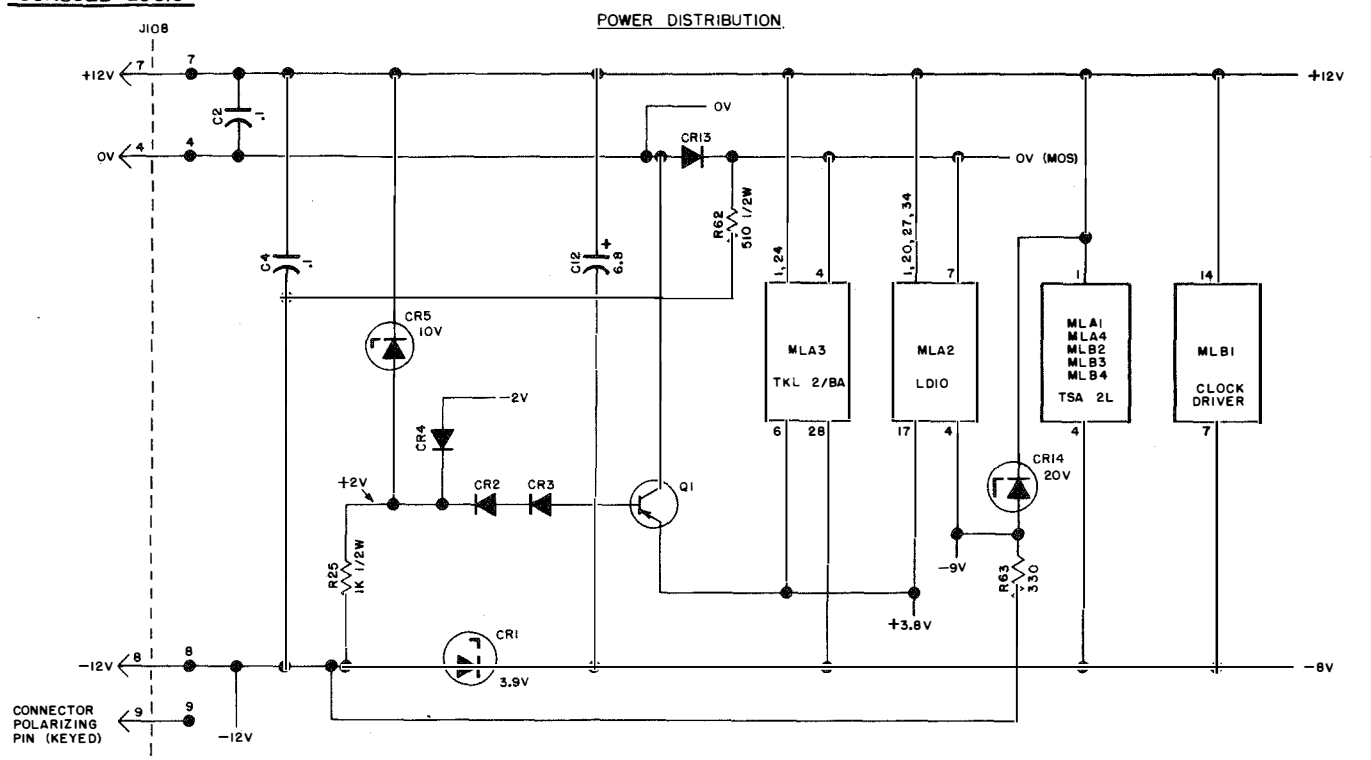 POWER DISTRIBUTION
J108
+12V 7 7
+12V
C2 .1
0V 4 4
0V
CR13
0V (MOS)
R62
510 1/2W
C4 .1
C12 + 6.8
1, 24
4
1, 20, 27, 34
7
1
14
CR5
10V
MLA3
TKL 2/BA
MLA2
LD10
MLA1
MLA4
MLB2
MLB3
MLB4
TSA 2L
MLB1
CLOCK
DRIVER
6
28
17
4
4
7
-2V
CR4
CR14
20V
+2V
CR2
CR3
Q1
R25
1K 1/2W
-9V
R63
330
+3.8V
CR1
3.9V
-12V 8 8
-8V
CONNECTOR
POLARIZING
PIN (KEYED)
9 9
-12V